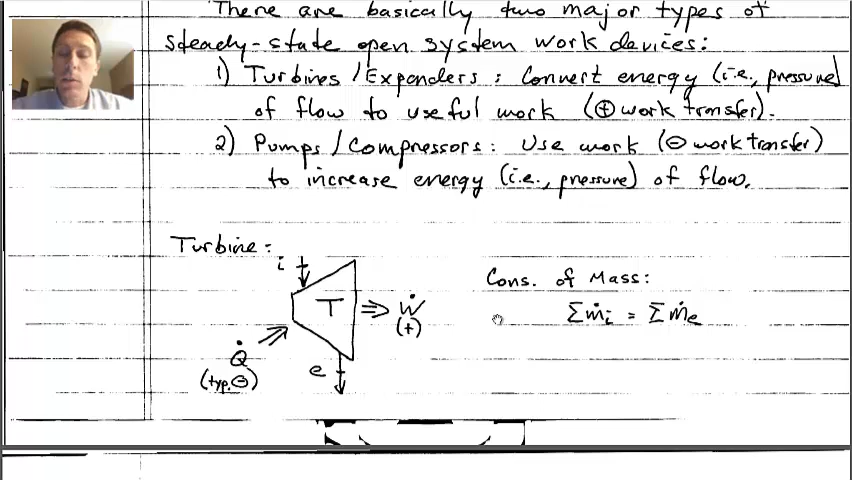 There are basically two major types of
steady-state open system work devices:
1) Turbines/Expanders: Convert energy (i.e., pressure)
of flow to useful work (⊕ work transfer).
2) Pumps/Compressors: Use work (⊖ work transfer)
to increase energy (i.e., pressure) of flow.
Turbine:
i
T
Ẇ
(+)
Q̇
(typ. ⊖)
e
Cons. of Mass:
Σṁi = Σṁe